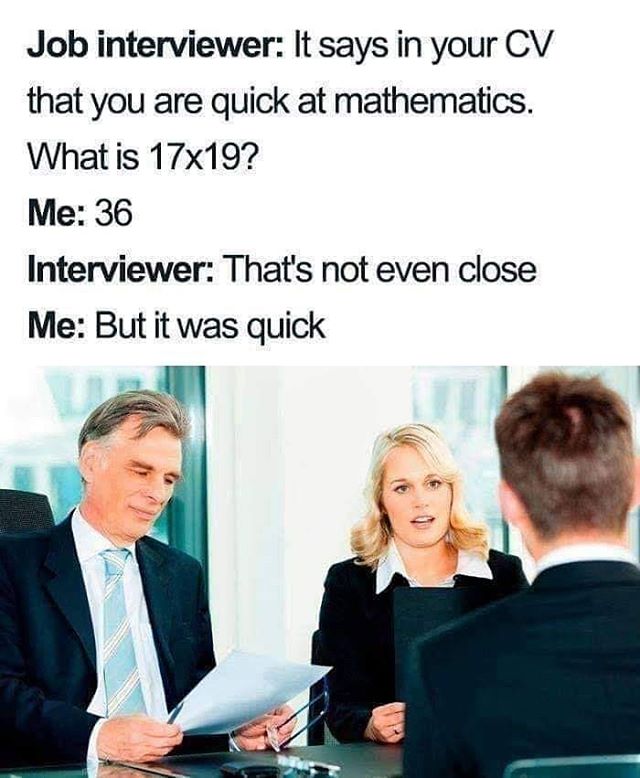 Job interviewer: It says in your CV
that you are quick at mathematics.
What is 17x19?
Me: 36
Interviewer: That's not even close
Me: But it was quick